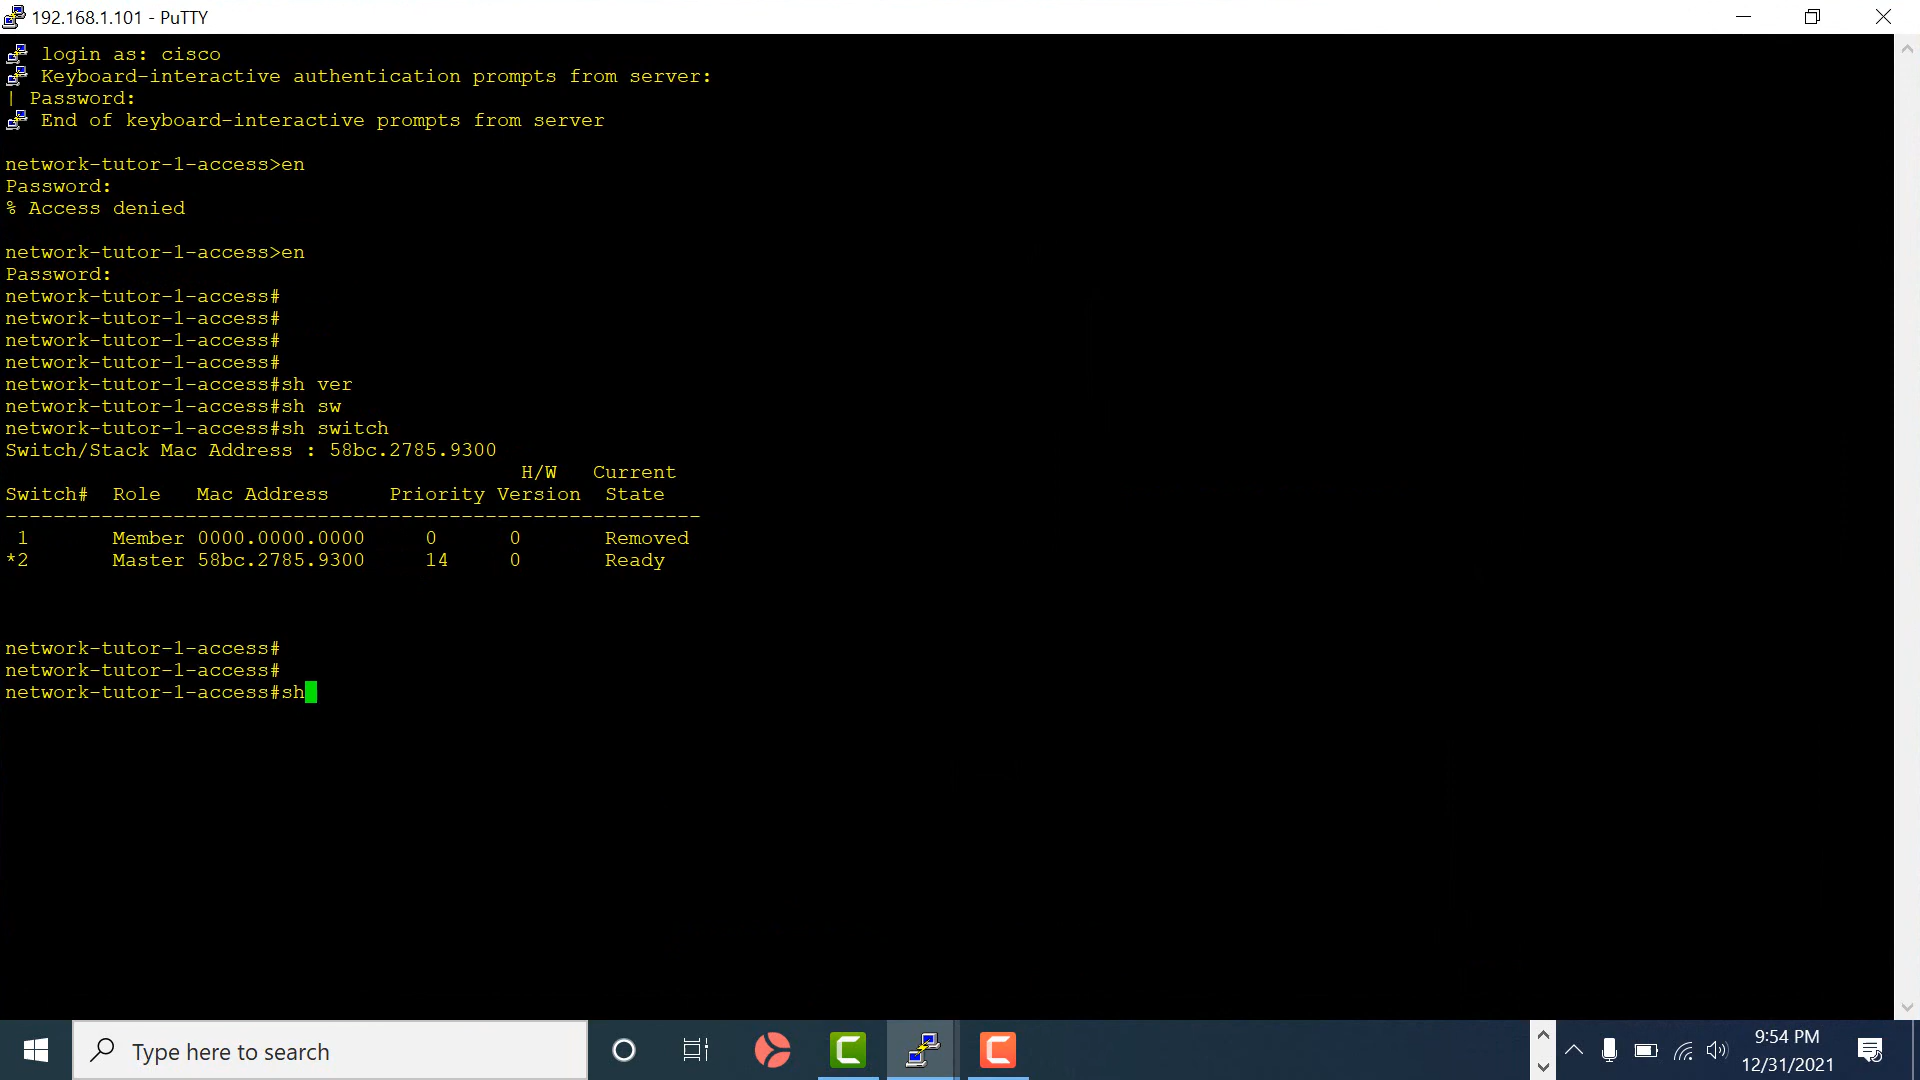 192.168.1.101 - PuTTY
login as: cisco
Keyboard-interactive authentication prompts from server:
| Password:
End of keyboard-interactive prompts from server
network-tutor-1-access>en
Password:
% Access denied
network-tutor-1-access>en
Password:
network-tutor-1-access#
network-tutor-1-access#
network-tutor-1-access#
network-tutor-1-access#
network-tutor-1-access#sh ver
network-tutor-1-access#sh sw
network-tutor-1-access#sh switch
Switch/Stack Mac Address : 58bc.2785.9300
H/W Current
Switch# Role Mac Address Priority Version State
------------------------------------------------------------
1 Member 0000.0000.0000 0 0 Removed
*2 Master 58bc.2785.9300 14 0 Ready
network-tutor-1-access#
network-tutor-1-access#
network-tutor-1-access#sh
Type here to search
9:54 PM
12/31/2021